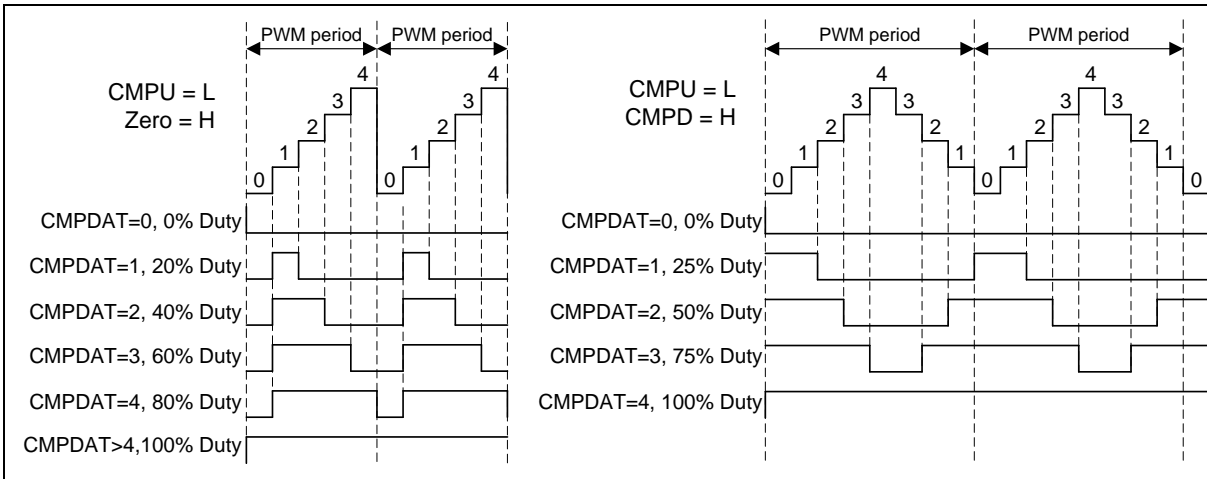 PWM period PWM period
CMPU = L
Zero = H
0 1 2 3 4 0 1 2 3 4
CMPDAT=0, 0% Duty
CMPDAT=1, 20% Duty
CMPDAT=2, 40% Duty
CMPDAT=3, 60% Duty
CMPDAT=4, 80% Duty
CMPDAT>4,100% Duty
PWM period PWM period
CMPU = L
CMPD = H
0 1 2 3 4 3 2 1 0 1 2 3 4 3 2 1 0
CMPDAT=0, 0% Duty
CMPDAT=1, 25% Duty
CMPDAT=2, 50% Duty
CMPDAT=3, 75% Duty
CMPDAT=4, 100% Duty